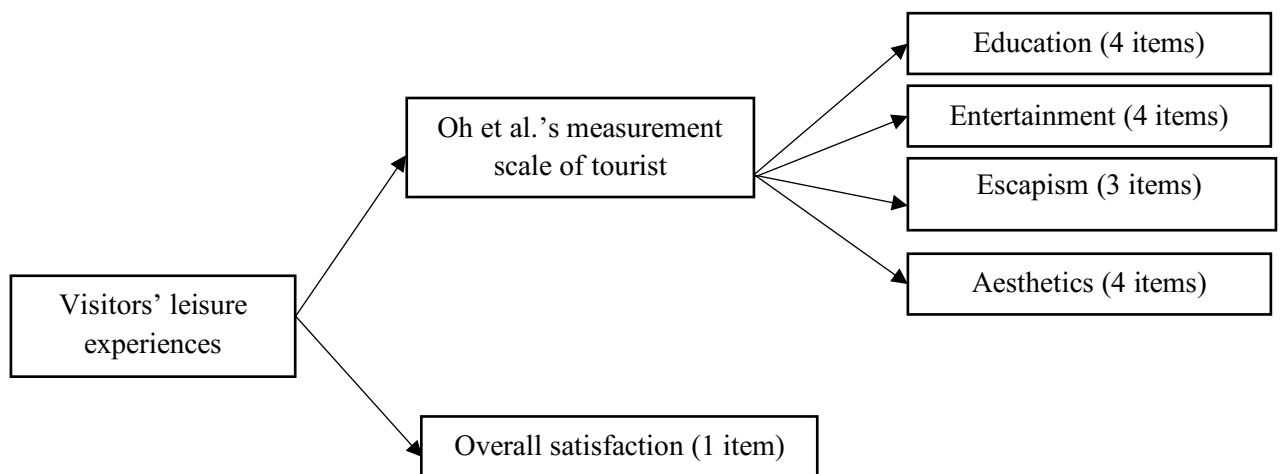 Education (4 items)
Entertainment (4 items)
Oh et al.’s measurement
scale of tourist
Escapism (3 items)
Aesthetics (4 items)
Visitors’ leisure
experiences
Overall satisfaction (1 item)